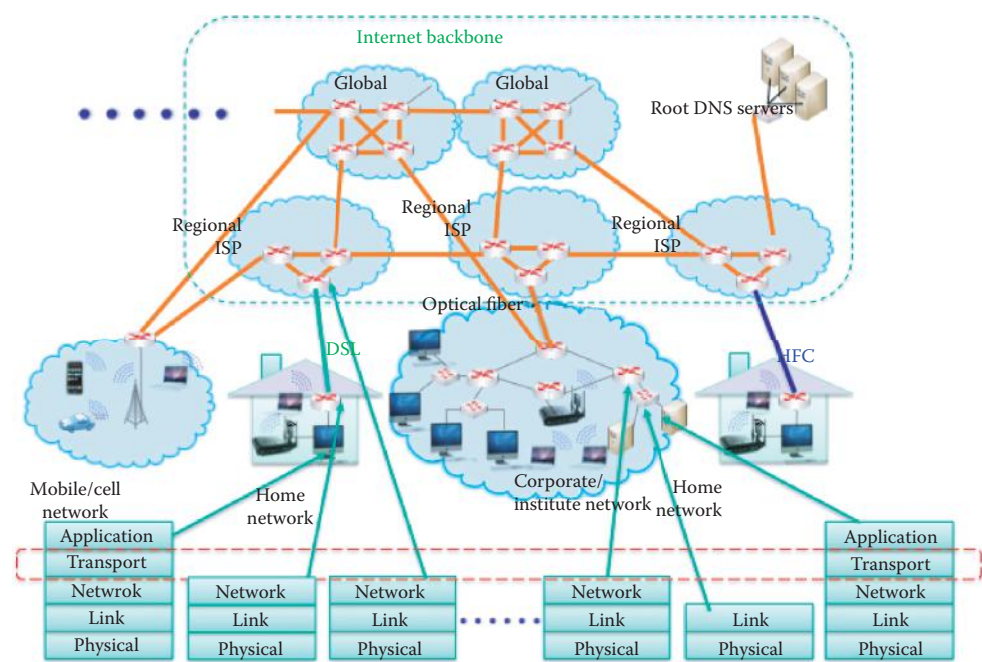 Internet backbone
Global
Global
Root DNS servers
Regional
ISP
Regional
ISP
Regional
ISP
Optical fiber
DSL
HFC
Mobile/cell
network
Home
network
Corporate/
institute network
Home
network
Application
Transport
Netwrok
Link
Physical
Network
Link
Physical
Network
Link
Physical
Network
Link
Physical
Link
Physical
Application
Transport
Network
Link
Physical